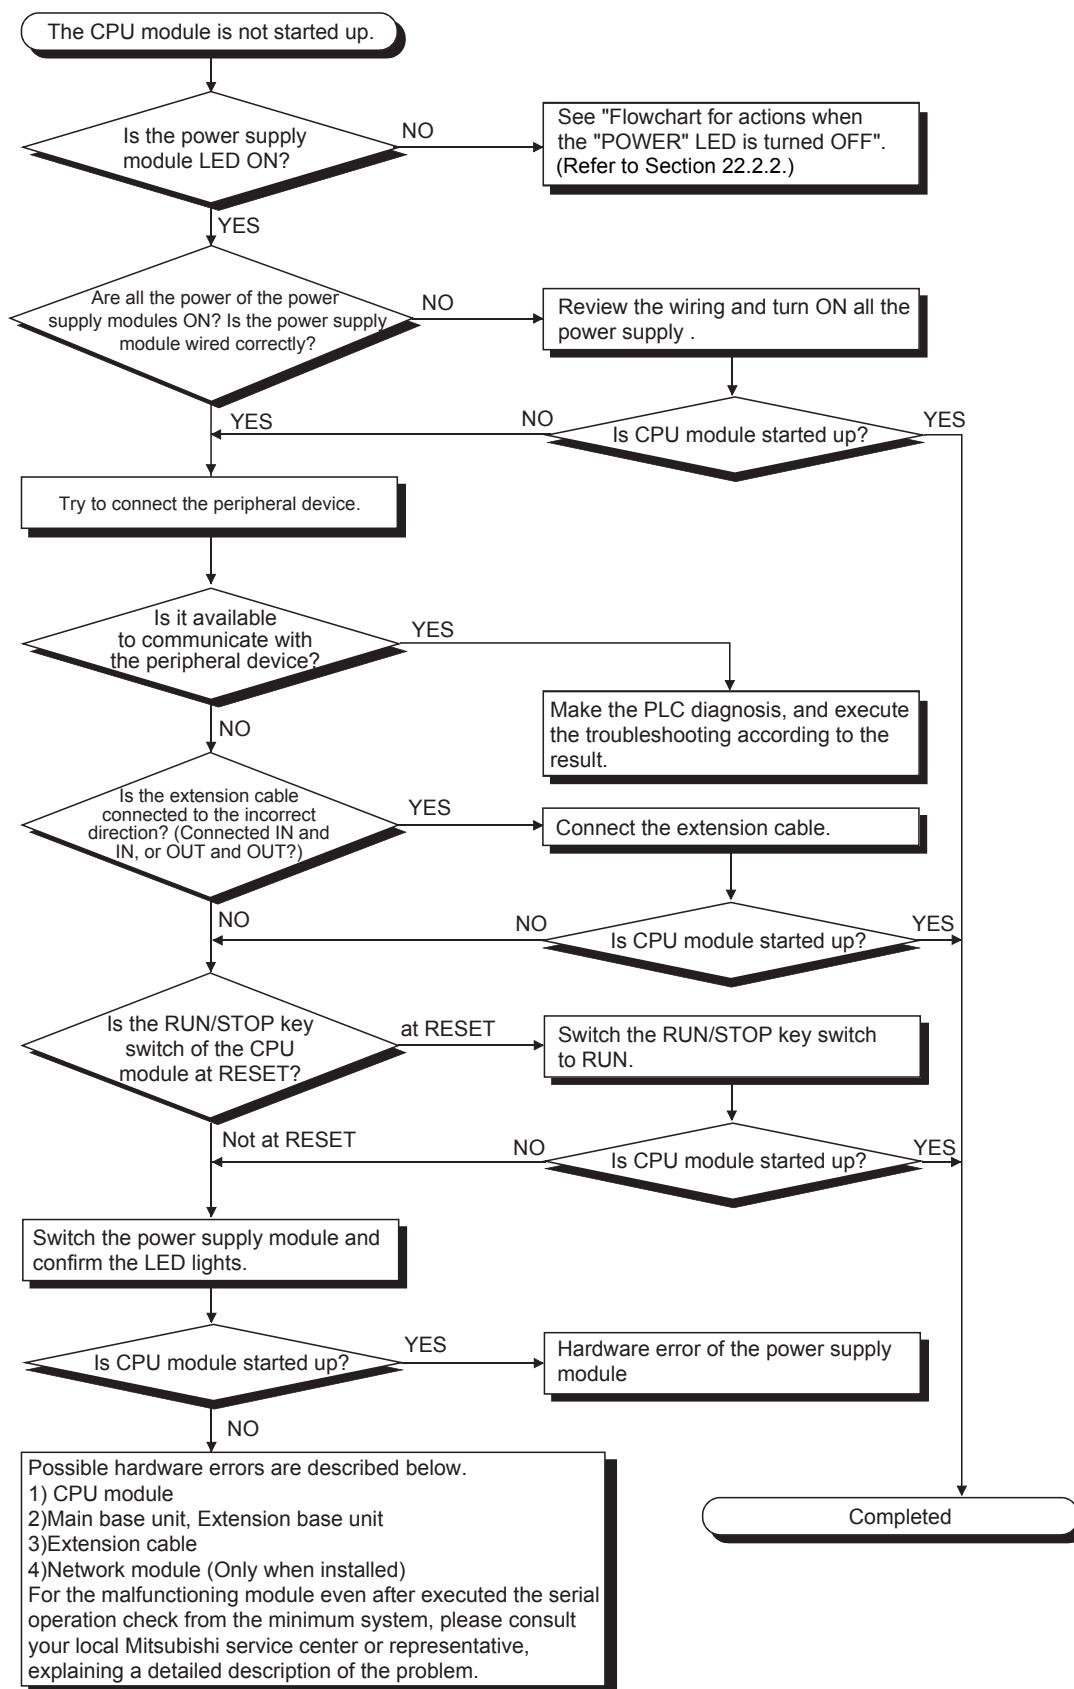 The CPU module is not started up.
Is the power supply
module LED ON?
NO
See "Flowchart for actions when
the "POWER" LED is turned OFF".
(Refer to Section 22.2.2.)
YES
Are all the power of the power
supply modules ON? Is the power supply
module wired correctly?
NO
Review the wiring and turn ON all the
power supply .
YES
NO
Is CPU module started up?
YES
Try to connect the peripheral device.
Is it available
to communicate with
the peripheral device?
YES
Make the PLC diagnosis, and execute
the troubleshooting according to the
result.
NO
Is the extension cable
connected to the incorrect
direction? (Connected IN and
IN, or OUT and OUT?)
YES
Connect the extension cable.
NO
NO
Is CPU module started up?
YES
Is the RUN/STOP key
switch of the CPU
module at RESET?
at RESET
Switch the RUN/STOP key switch
to RUN.
Not at RESET
NO
Is CPU module started up?
YES
Switch the power supply module and
confirm the LED lights.
Is CPU module started up?
YES
Hardware error of the power supply
module
NO
Possible hardware errors are described below.
1) CPU module
2)Main base unit, Extension base unit
3)Extension cable
4)Network module (Only when installed)
For the malfunctioning module even after executed the serial
operation check from the minimum system, please consult
your local Mitsubishi service center or representative,
explaining a detailed description of the problem.
Completed